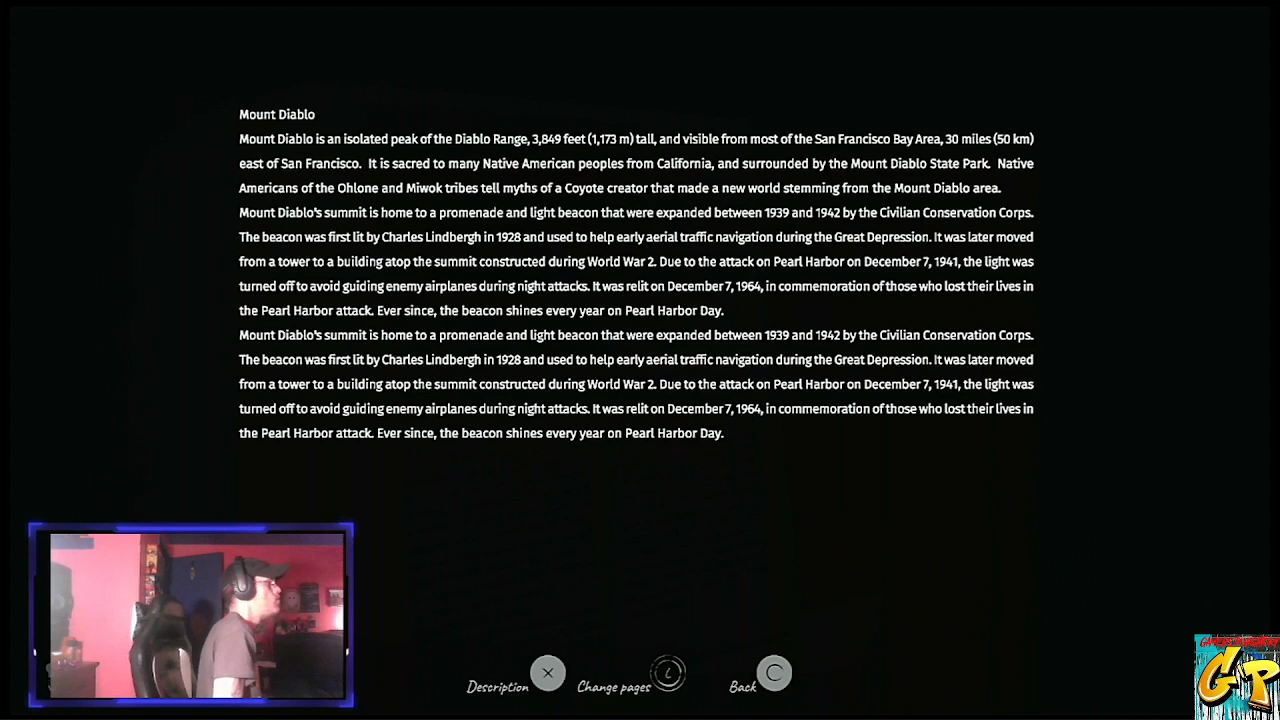 Mount Diablo
Mount Diablo is an isolated peak of the Diablo Range, 3,849 feet (1,173 m) tall, and visible from most of the San Francisco Bay Area, 30 miles (50 km)
east of San Francisco.  It is sacred to many Native American peoples from California, and surrounded by the Mount Diablo State Park.  Native
Americans of the Ohlone and Miwok tribes tell myths of a Coyote creator that made a new world stemming from the Mount Diablo area.
Mount Diablo's summit is home to a promenade and light beacon that were expanded between 1939 and 1942 by the Civilian Conservation Corps.
The beacon was first lit by Charles Lindbergh in 1928 and used to help early aerial traffic navigation during the Great Depression. It was later moved
from a tower to a building atop the summit constructed during World War 2. Due to the attack on Pearl Harbor on December 7, 1941, the light was
turned off to avoid guiding enemy airplanes during night attacks. It was relit on December 7, 1964, in commemoration of those who lost their lives in
the Pearl Harbor attack. Ever since, the beacon shines every year on Pearl Harbor Day.
Mount Diablo's summit is home to a promenade and light beacon that were expanded between 1939 and 1942 by the Civilian Conservation Corps.
The beacon was first lit by Charles Lindbergh in 1928 and used to help early aerial traffic navigation during the Great Depression. It was later moved
from a tower to a building atop the summit constructed during World War 2. Due to the attack on Pearl Harbor on December 7, 1941, the light was
turned off to avoid guiding enemy airplanes during night attacks. It was relit on December 7, 1964, in commemoration of those who lost their lives in
the Pearl Harbor attack. Ever since, the beacon shines every year on Pearl Harbor Day.
Description X Change pages L Back C
GP